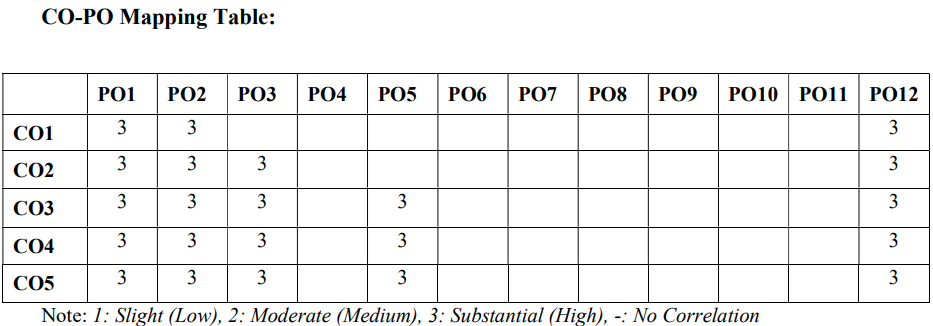 CO-PO Mapping Table:
PO1 PO2 PO3 PO4 PO5 PO6 PO7 PO8 PO9 PO10 PO11 PO12
CO1 3 3 3
CO2 3 3 3 3
CO3 3 3 3 3 3
CO4 3 3 3 3 3
CO5 3 3 3 3 3
Note: 1: Slight (Low), 2: Moderate (Medium), 3: Substantial (High), -: No Correlation